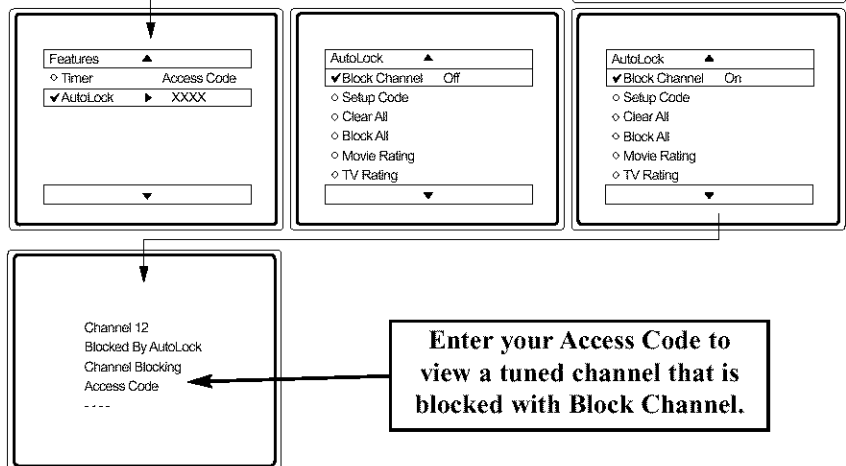 Features
Timer Access Code
AutoLock XXXX
AutoLock
Block Channel Off
Setup Code
Clear All
Block All
Movie Rating
TV Rating
AutoLock
Block Channel On
Setup Code
Clear All
Block All
Movie Rating
TV Rating
Channel 12
Blocked By AutoLock
Channel Blocking
Access Code
- - - -
Enter your Access Code to
view a tuned channel that is
blocked with Block Channel.